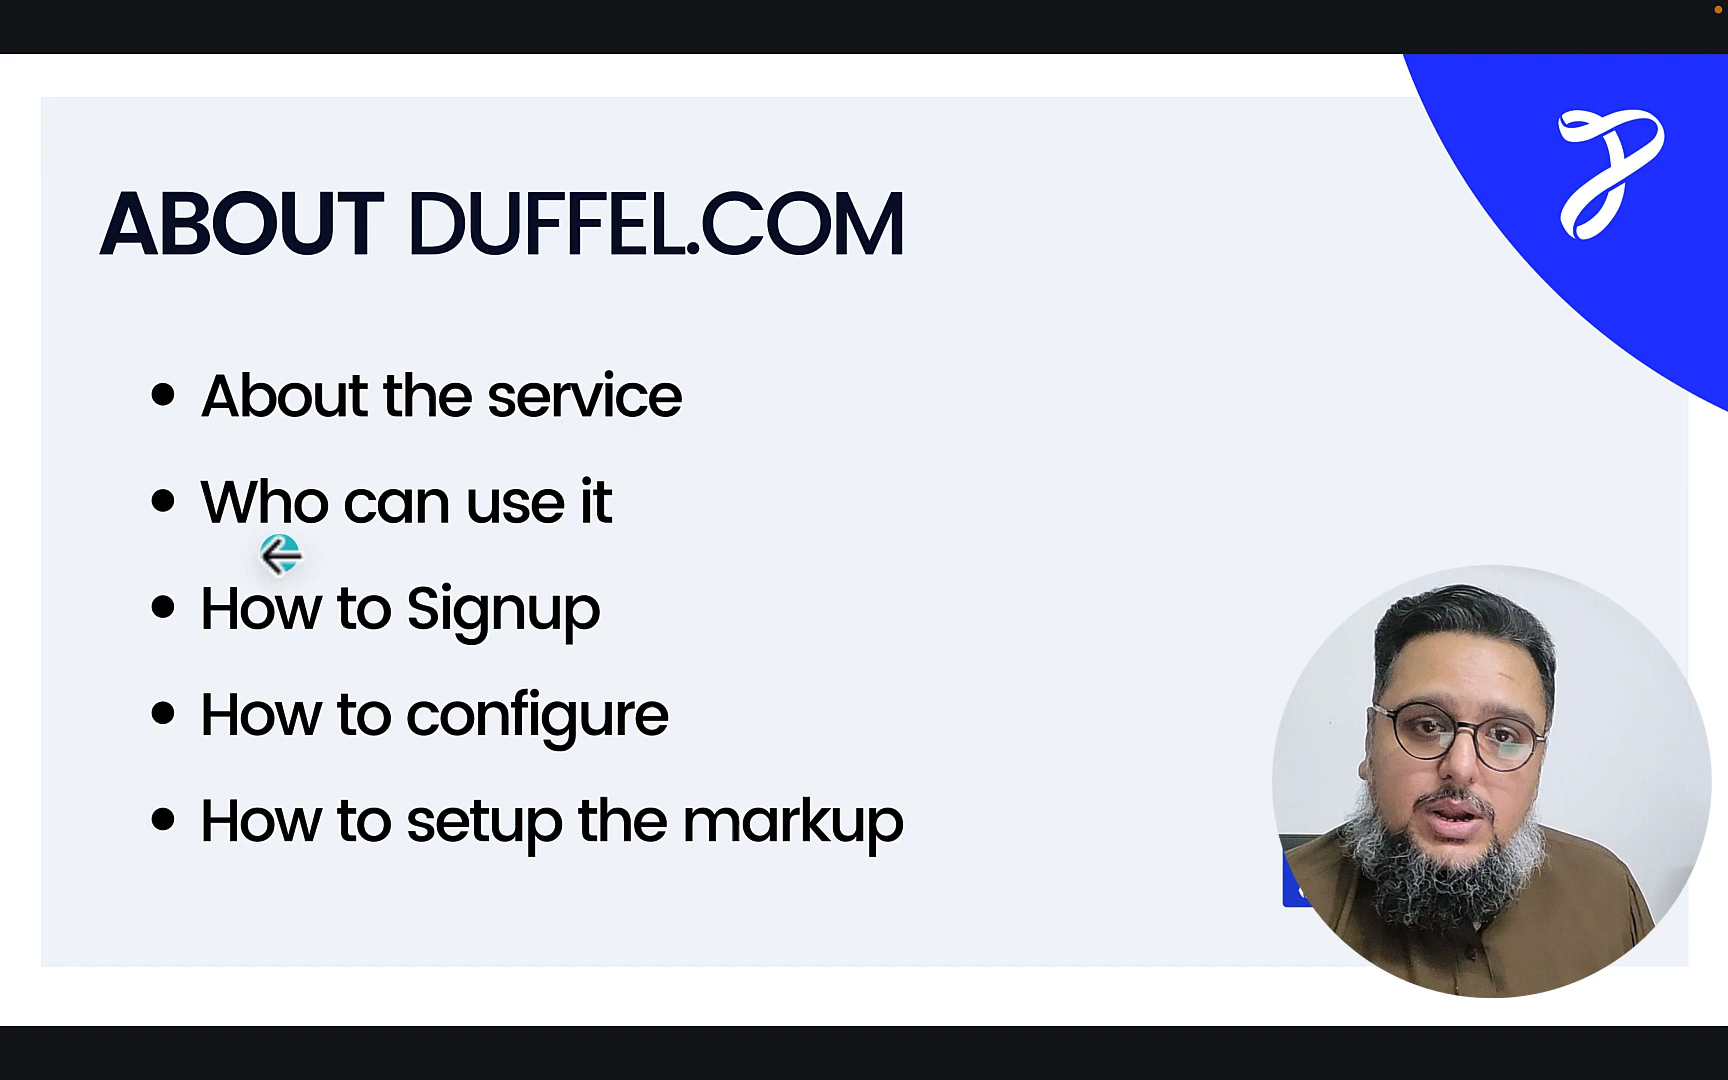 ABOUT DUFFEL.COM
• About the service
• Who can use it
• How to Signup
• How to configure
• How to setup the markup